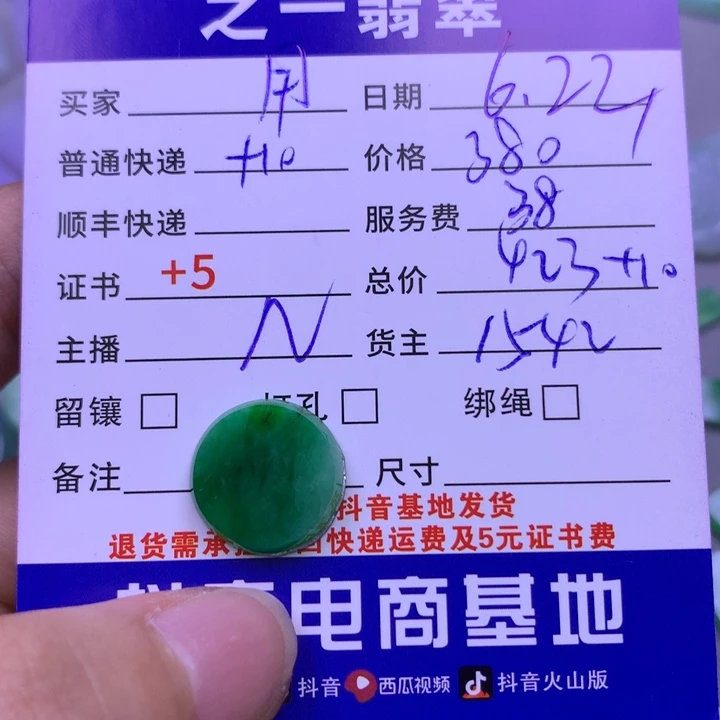 之一翡翠
买家 用 日期 6.22
普通快递 +10 价格 380
顺丰快递 服务费 38
证书 +5 总价 423+10
主播 N 货主 1542
留镶 孔 绑绳
备注 尺寸
抖音基地发货
退货需承 快递运费及5元证书费
电商基地
抖音 西瓜视频 抖音火山版